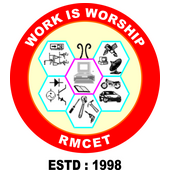 WORK IS WORSHIP
RMCET
ESTD : 1998